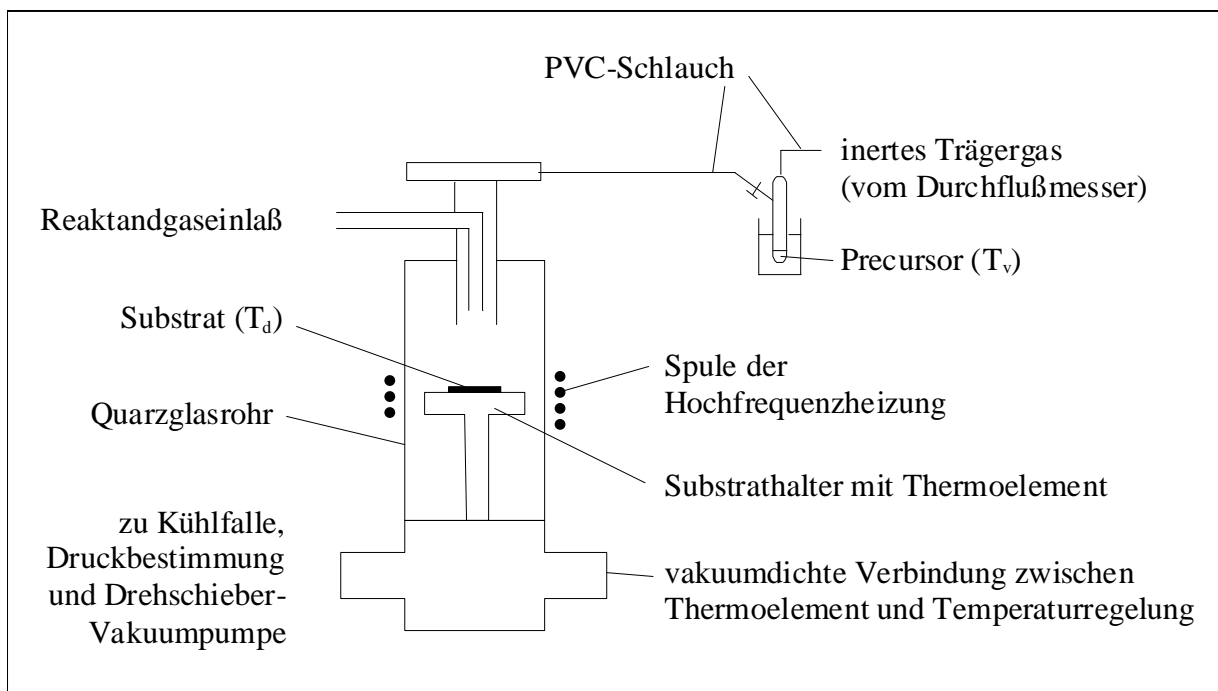 PVC-Schlauch
inertes Trägergas
(vom Durchflußmesser)
Reaktandgaseinlaß
Precursor (Tv)
Substrat (Td)
Spule der
Hochfrequenzheizung
Quarzglasrohr
Substrathalter mit Thermoelement
zu Kühlfalle,
Druckbestimmung
und Drehschieber-
Vakuumpumpe
vakuumdichte Verbindung zwischen
Thermoelement und Temperaturregelung